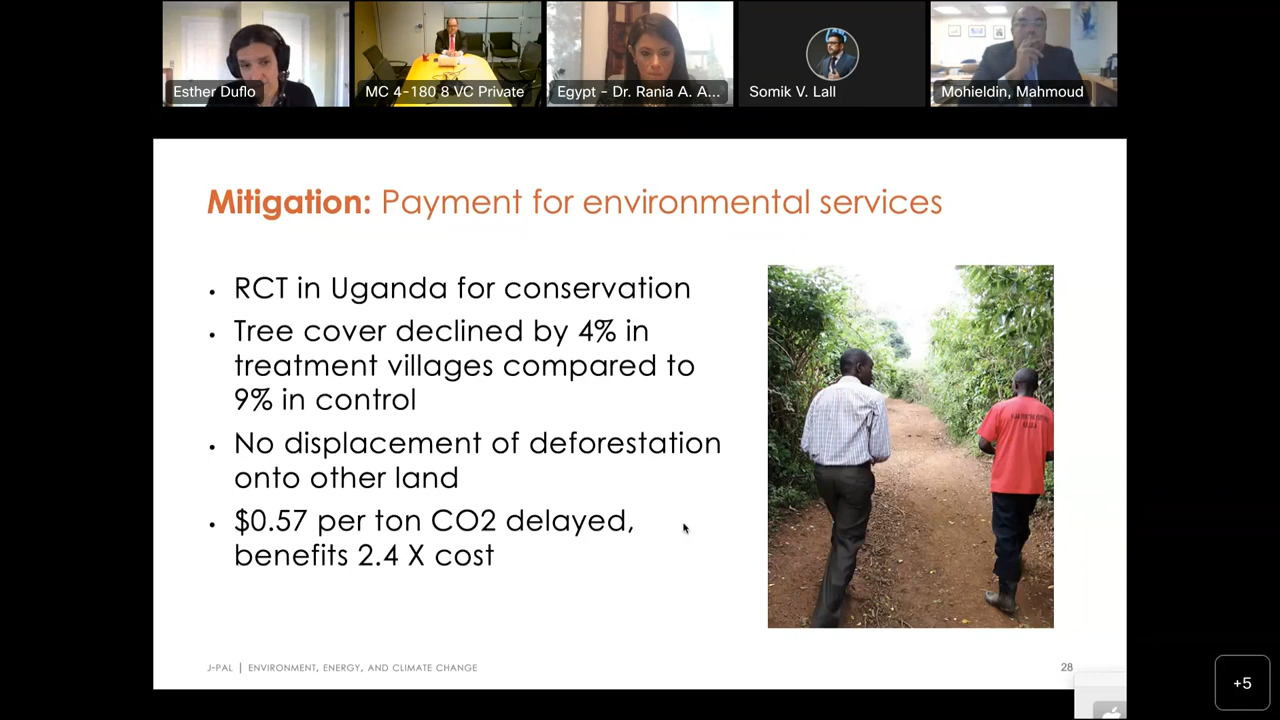 Esther Duflo
MC 4-180 8 VC Private
Egypt - Dr. Rania A. A...
Somik V. Lall
Mohieldin, Mahmoud
Mitigation: Payment for environmental services
• RCT in Uganda for conservation
• Tree cover declined by 4% in
treatment villages compared to
9% in control
• No displacement of deforestation
onto other land
• $0.57 per ton CO2 delayed,
benefits 2.4 X cost
J-PAL | ENVIRONMENT, ENERGY, AND CLIMATE CHANGE
28
+5